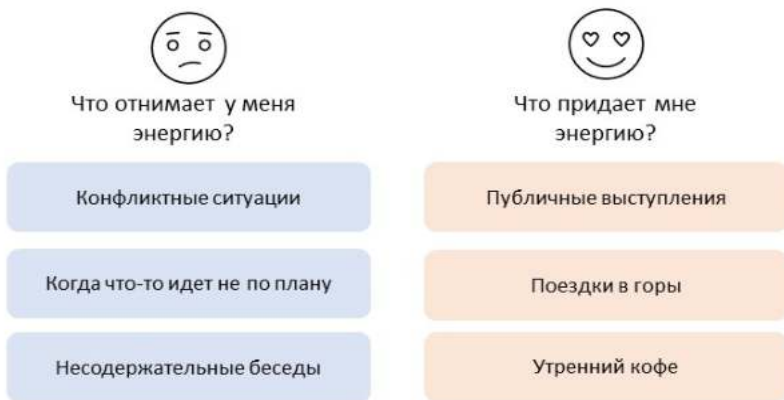 Что отнимает у меня
энергию?
Конфликтные ситуации
Когда что-то идет не по плану
Несодержательные беседы
Что придает мне
энергию?
Публичные выступления
Поездки в горы
Утренний кофе